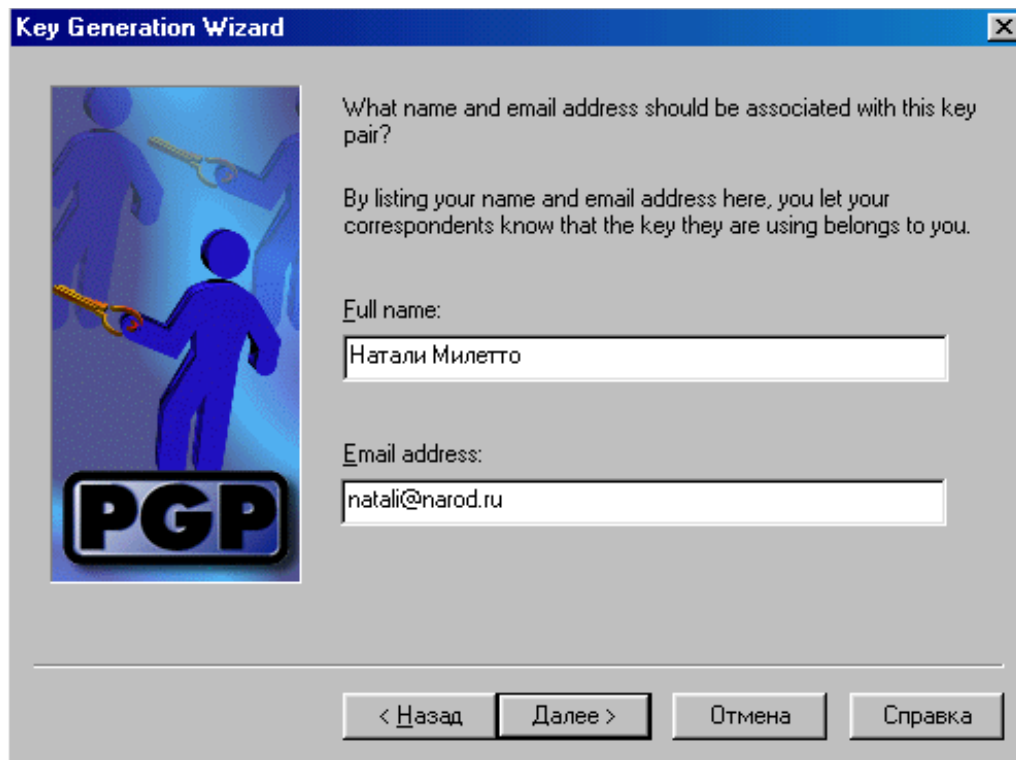 Key Generation Wizard
What name and email address should be associated with this key
pair?
By listing your name and email address here, you let your
correspondents know that the key they are using belongs to you.
Full name:
Натали Милетто
Email address:
natali@narod.ru
PGP
< Назад
Далее >
Отмена
Справка